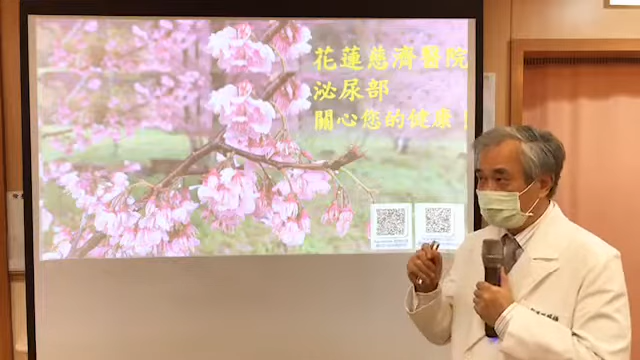 花蓮慈濟醫院
泌尿部
關心您的健康！